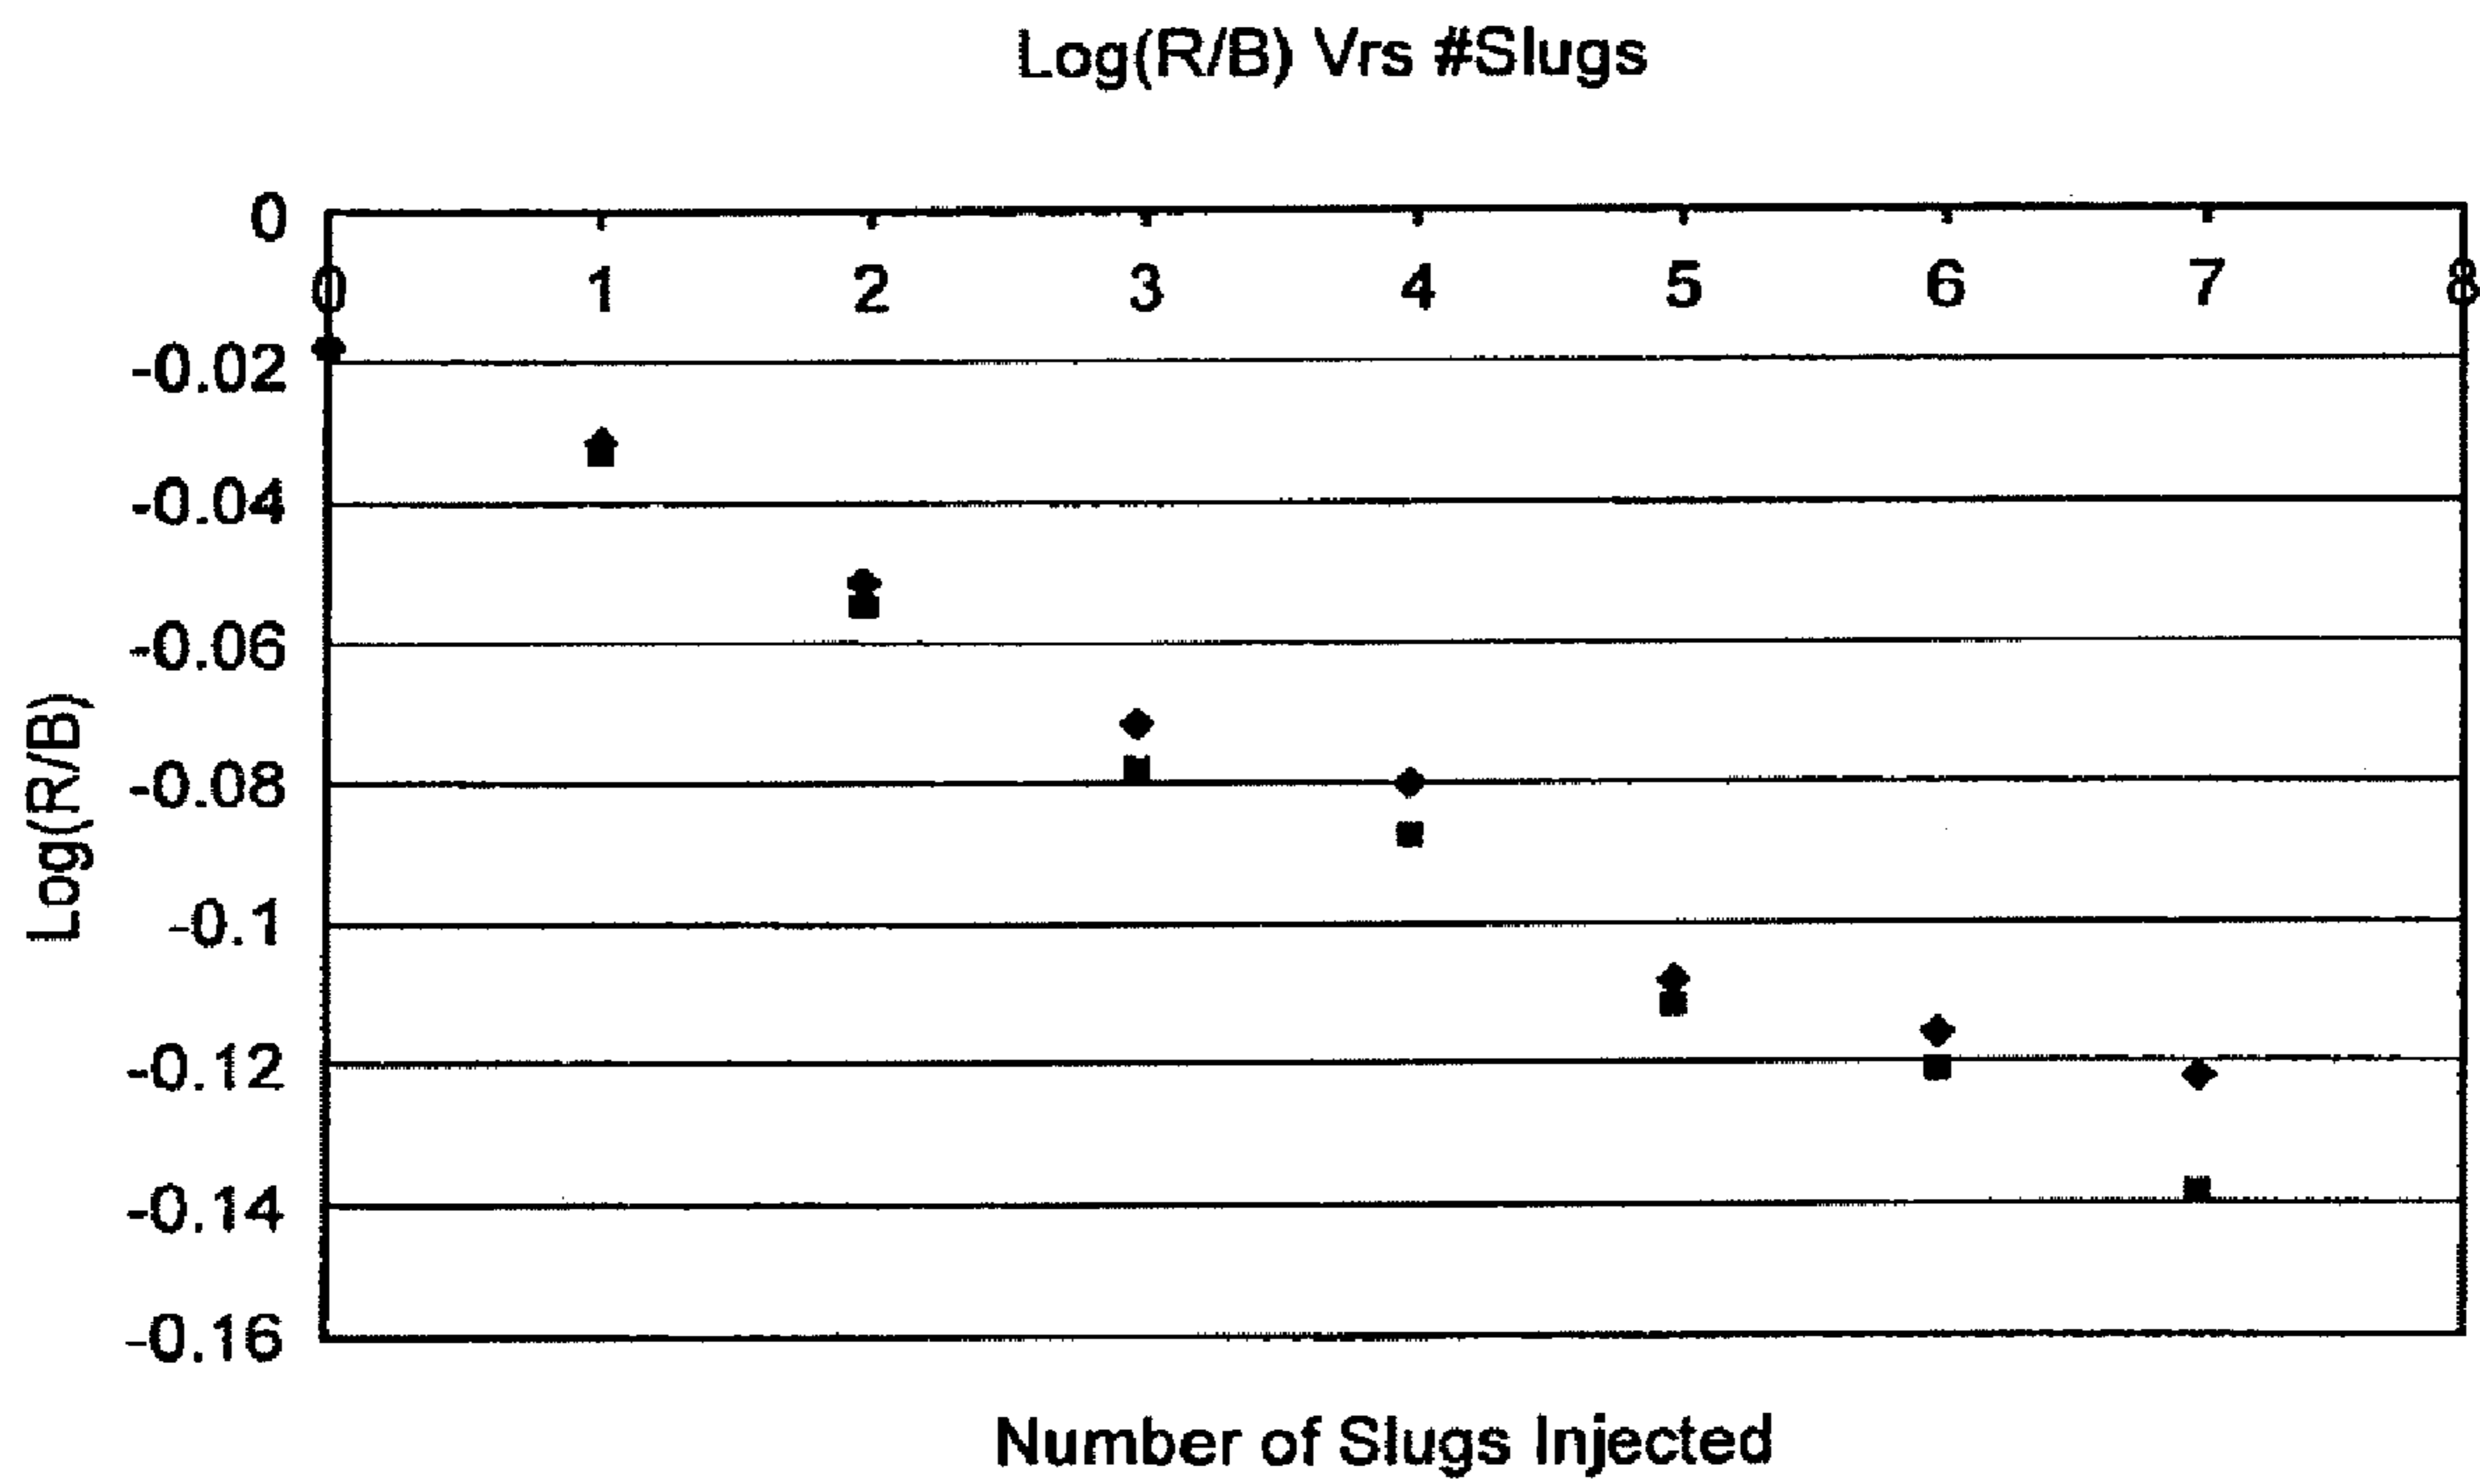 Log(R/B) Vrs #Slugs
0
0 1 2 3 4 5 6 7 8
-0.02
-0.04
-0.06
-0.08
-0.1
-0.12
-0.14
-0.16
Log(R/B)
Number of Slugs Injected